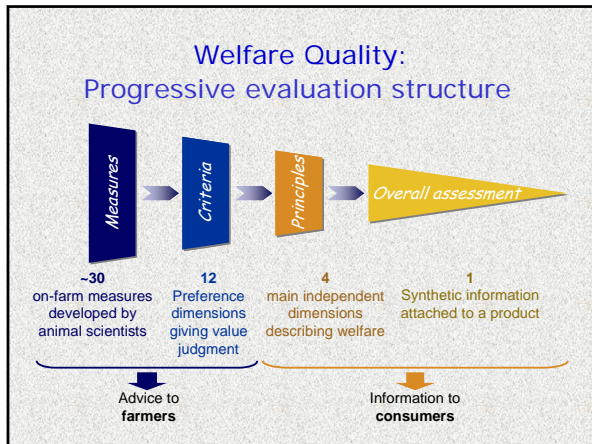 Welfare Quality:
Progressive evaluation structure
Measures
Criteria
Principles
Overall assessment
~30
on-farm measures
developed by
animal scientists
12
Preference
dimensions
giving value
judgment
4
main independent
dimensions
describing welfare
1
Synthetic information
attached to a product
Advice to
farmers
Information to
consumers